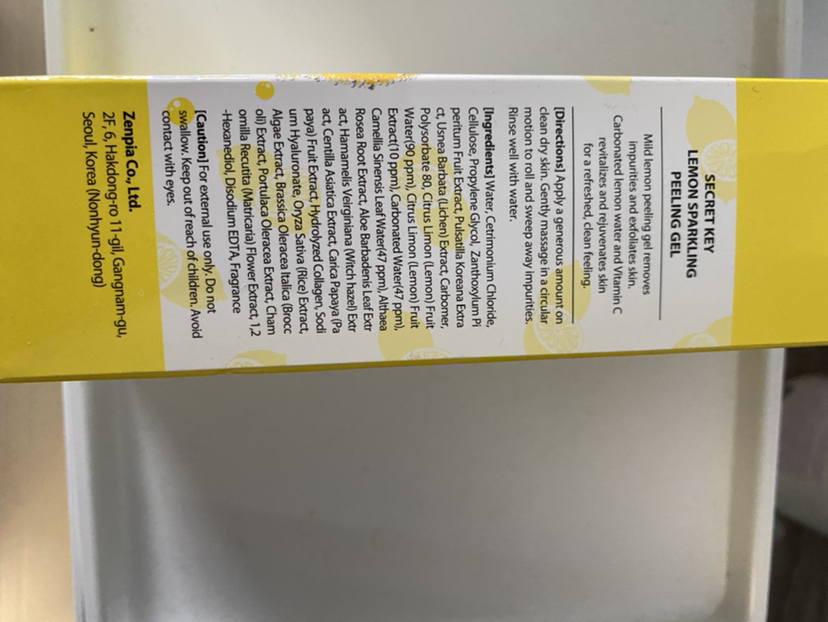 SECRET KEY
LEMON SPARKLING
PEELING GEL
Mild lemon peeling gel removes
impurities and exfoliates skin.
Carbonated lemon water and Vitamin C
revitalizes and rejuvenates skin
for a refreshed, clean feeling.
[Directions] Apply a generous amount on
clean dry skin. Gently massage in a circular
motion to roll and sweep away impurities.
Rinse well with water.
[Ingredients] Water, Cetrimonium Chloride,
Cellulose, Propylene Glycol, Zanthoxylum Pi
peritum Fruit Extract, Pulsatilla Koreana Extra
ct, Usnea Barbata (Lichen) Extract, Carbomer,
Polysorbate 80, Citrus Limon (Lemon) Fruit
Water(90 ppm), Citrus Limon (Lemon) Fruit
Extract(10 ppm), Carbonated Water(47 ppm),
Camellia Sinensis Leaf Water(47 ppm), Althaea
Rosea Root Extract, Aloe Barbadenis Leaf Extr
act, Hamamelis Veirginiana (Witch hazel) Extr
act, Centilla Asiatica Extract, Carica Papaya (Pa
paya) Fruit Extract, Hydrolyzed Collagen, Sodi
um Hyaluronate, Oryza Sativa (Rice) Extract,
Algae Extract, Brassica Oleracea Italica (Brocc
oli) Extract, Portulaca Oleracea Extract, Cham
omilla Recutita (Matricaria) Flower Extract, 1,2
-Hexanediol, Disodium EDTA, Fragrance
[Caution] For external use only. Do not
swallow. Keep out of reach of children. Avoid
contact with eyes.
Zenpia Co., Ltd.
2F, 6, Hakdong-ro 11-gil, Gangnam-gu,
Seoul, Korea (Nonhyun-dong)